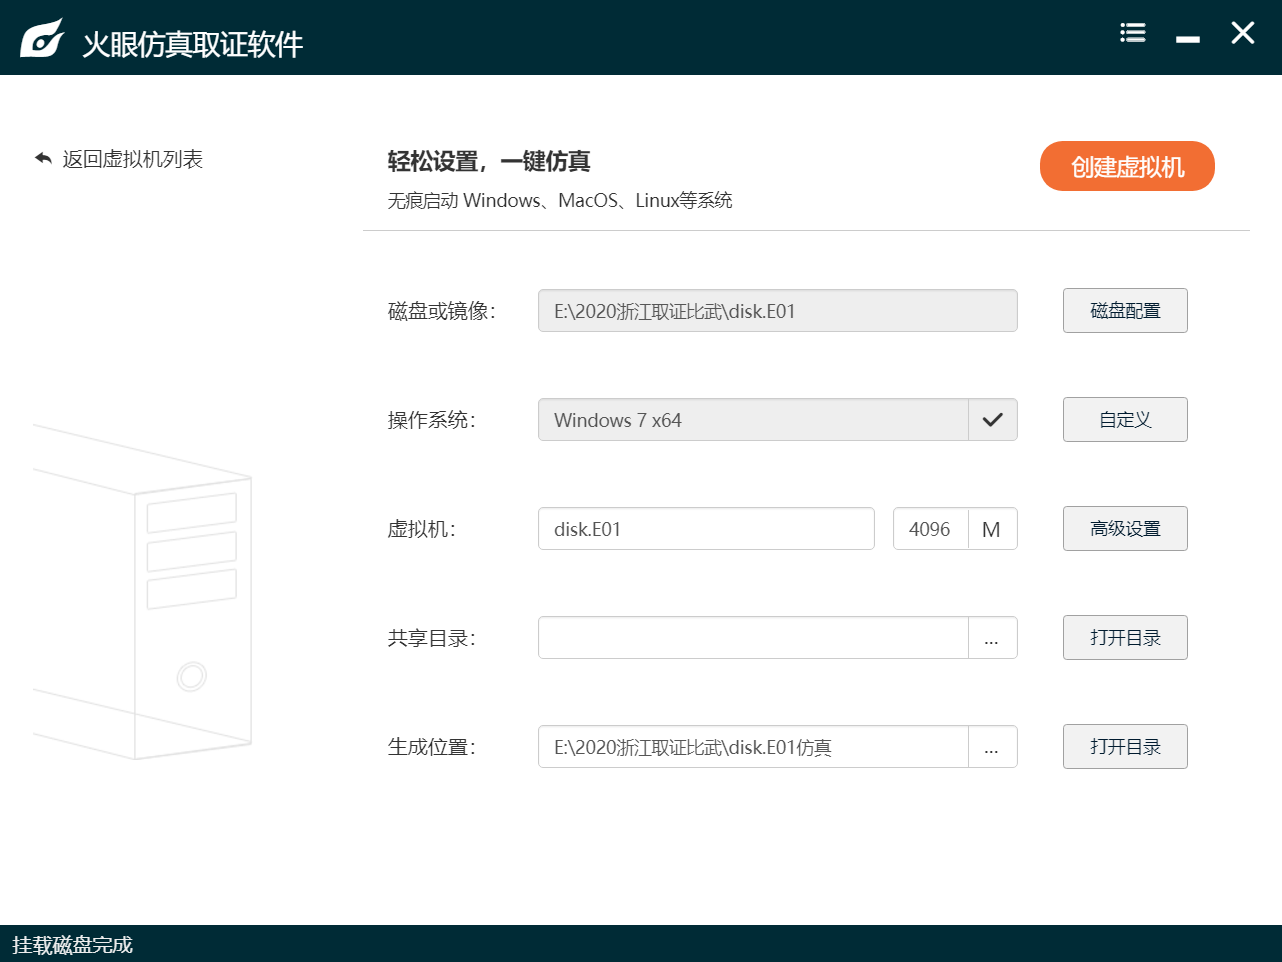 火眼仿真取证软件
返回虚拟机列表
轻松设置，一键仿真
创建虚拟机
无痕启动 Windows、MacOS、Linux等系统
磁盘或镜像： E:\2020浙江取证比武\disk.E01 磁盘配置
操作系统： Windows 7 x64 自定义
虚拟机： disk.E01 4096 M 高级设置
共享目录： ... 打开目录
生成位置： E:\2020浙江取证比武\disk.E01仿真 ... 打开目录
挂载磁盘完成